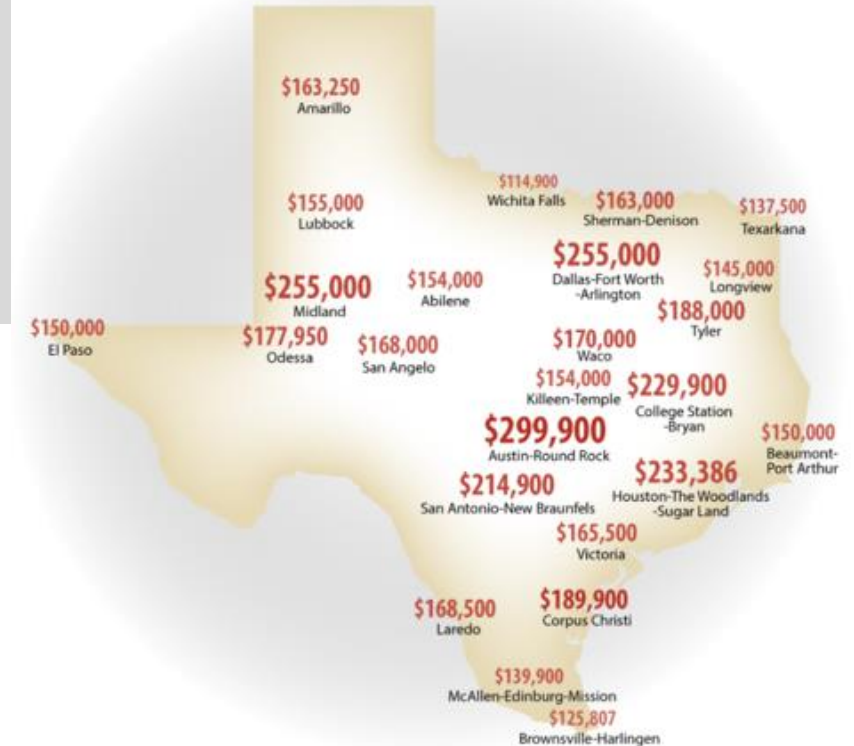 $163,250
Amarillo
$114,900
Wichita Falls
$163,000
Sherman-Denison
$137,500
Texarkana
$155,000
Lubbock
$255,000
Dallas-Fort Worth
-Arlington
$145,000
Longview
$255,000
Midland
$154,000
Abilene
$188,000
Tyler
$150,000
El Paso
$177,950
Odessa
$168,000
San Angelo
$170,000
Waco
$154,000
Killeen-Temple
$229,900
College Station
-Bryan
$299,900
Austin-Round Rock
$150,000
Beaumont-
Port Arthur
$214,900
San Antonio-New Braunfels
$233,386
Houston-The Woodlands
-Sugar Land
$165,500
Victoria
$168,500
Laredo
$189,900
Corpus Christi
$139,900
McAllen-Edinburg-Mission
$125,807
Brownsville-Harlingen